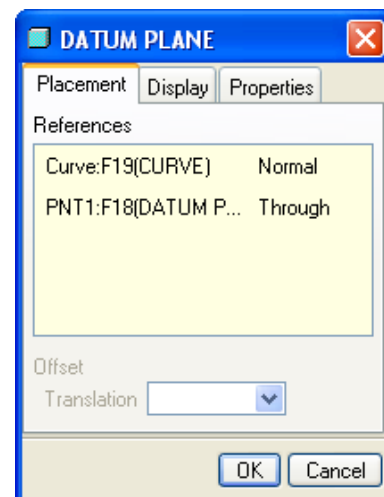 DATUM PLANE
Placement Display Properties
References
Curve:F19(CURVE) Normal
PNT1:F18(DATUM P... Through
Offset
Translation
OK Cancel